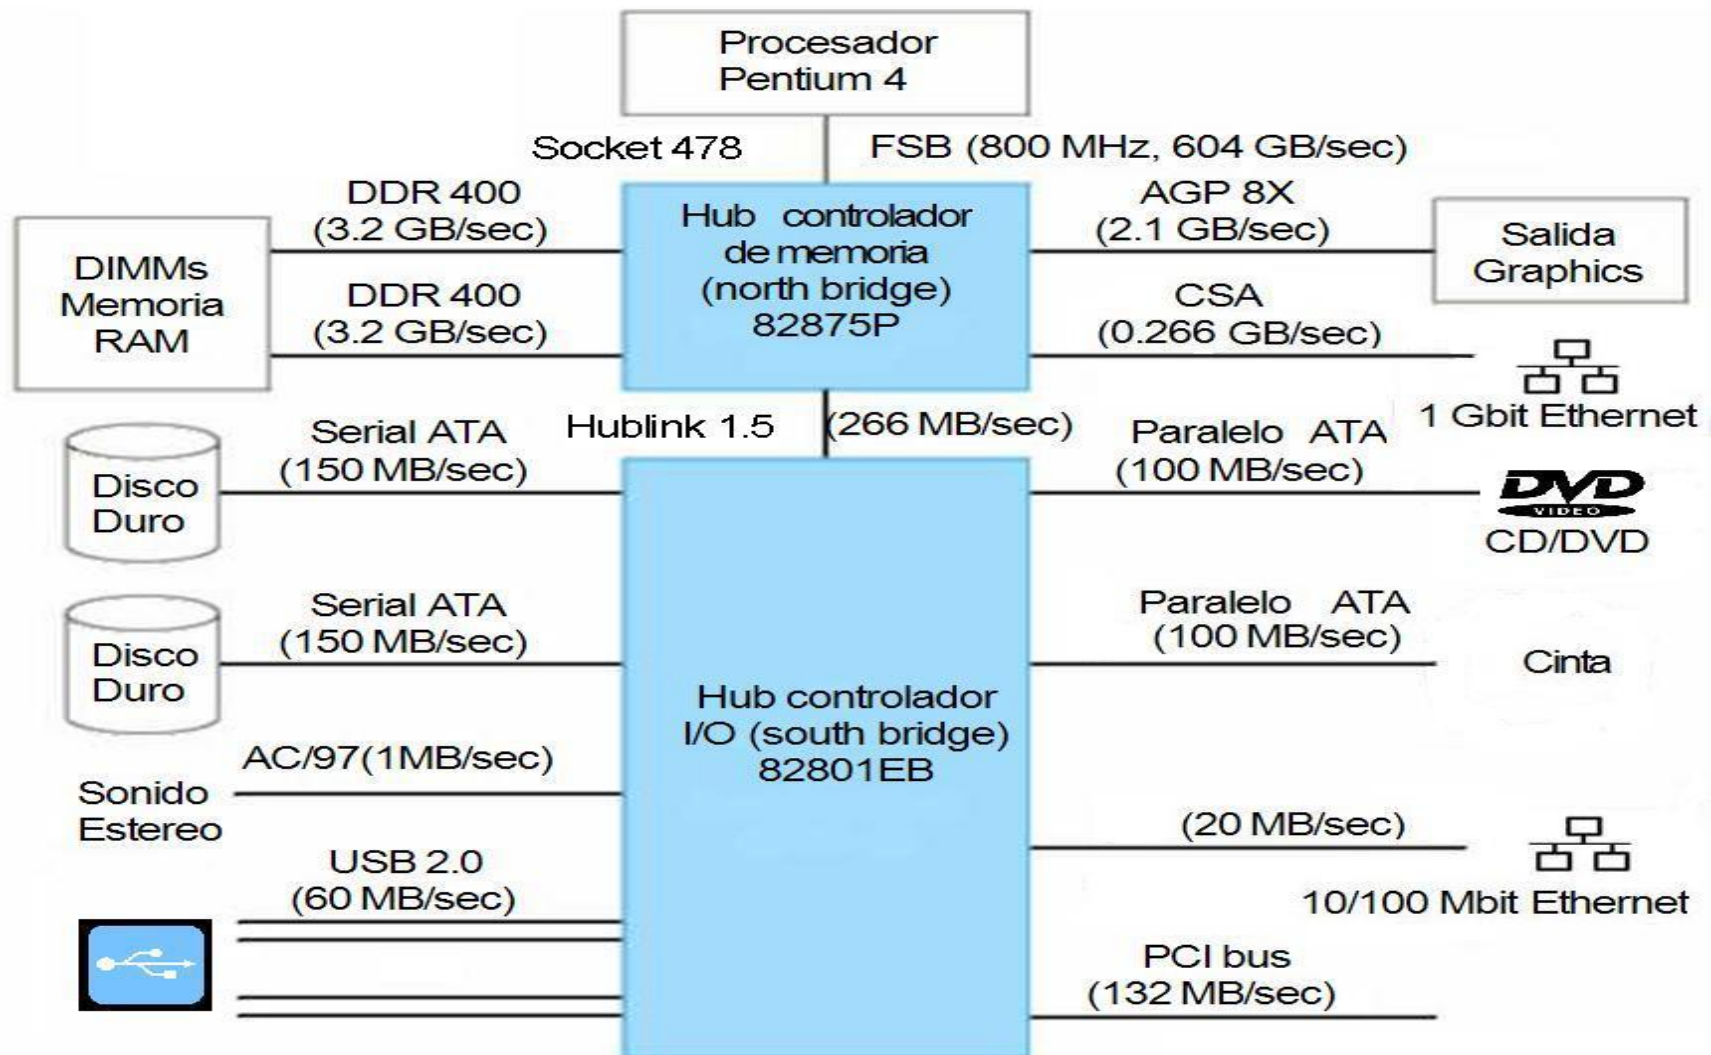 Procesador
Pentium 4
Socket 478
FSB (800 MHz, 604 GB/sec)
DDR 400
(3.2 GB/sec)
DIMMs
Memoria
RAM
DDR 400
(3.2 GB/sec)
Hub controlador
de memoria
(north bridge)
82875P
AGP 8X
(2.1 GB/sec)
Salida
Graphics
CSA
(0.266 GB/sec)
1 Gbit Ethernet
Hublink 1.5
(266 MB/sec)
Serial ATA
(150 MB/sec)
Disco
Duro
Paralelo ATA
(100 MB/sec)
DVD
VIDEO
CD/DVD
Serial ATA
(150 MB/sec)
Disco
Duro
Paralelo ATA
(100 MB/sec)
Cinta
Hub controlador
I/O (south bridge)
82801EB
AC/97(1MB/sec)
Sonido
Estereo
(20 MB/sec)
10/100 Mbit Ethernet
USB 2.0
(60 MB/sec)
PCI bus
(132 MB/sec)